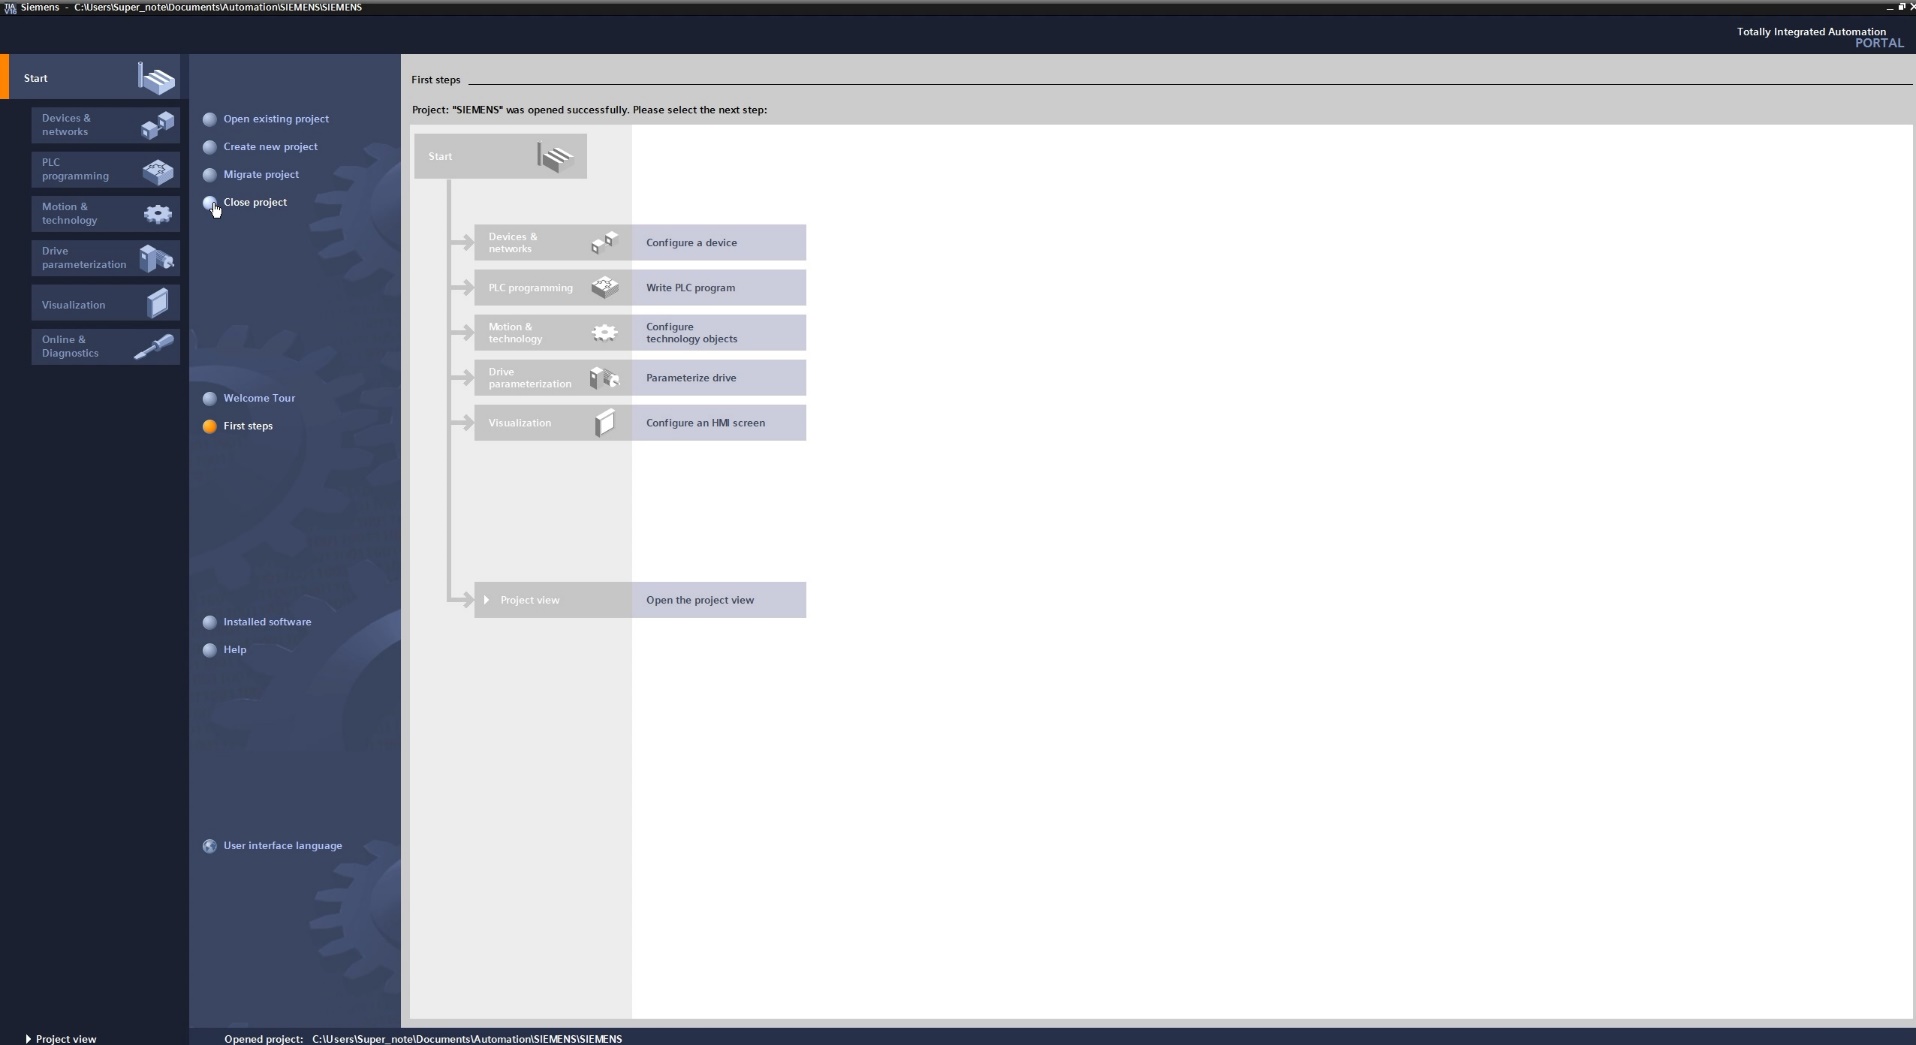 Siemens - C:\Users\Super_note\Documents\Automation\SIEMENS\SIEMENS
Totally Integrated Automation
PORTAL
Start
Devices &
networks
PLC
programming
Motion &
technology
Drive
parameterization
Visualization
Online &
Diagnostics
Open existing project
Create new project
Migrate project
Close project
Welcome Tour
First steps
Installed software
Help
User interface language
First steps
Project: "SIEMENS" was opened successfully. Please select the next step:
Start
Devices &
networks
Configure a device
PLC programming
Write PLC program
Motion &
technology
Configure
technology objects
Drive
parameterization
Parameterize drive
Visualization
Configure an HMI screen
Project view
Open the project view
Project view
Opened project: C:\Users\Super_note\Documents\Automation\SIEMENS\SIEMENS